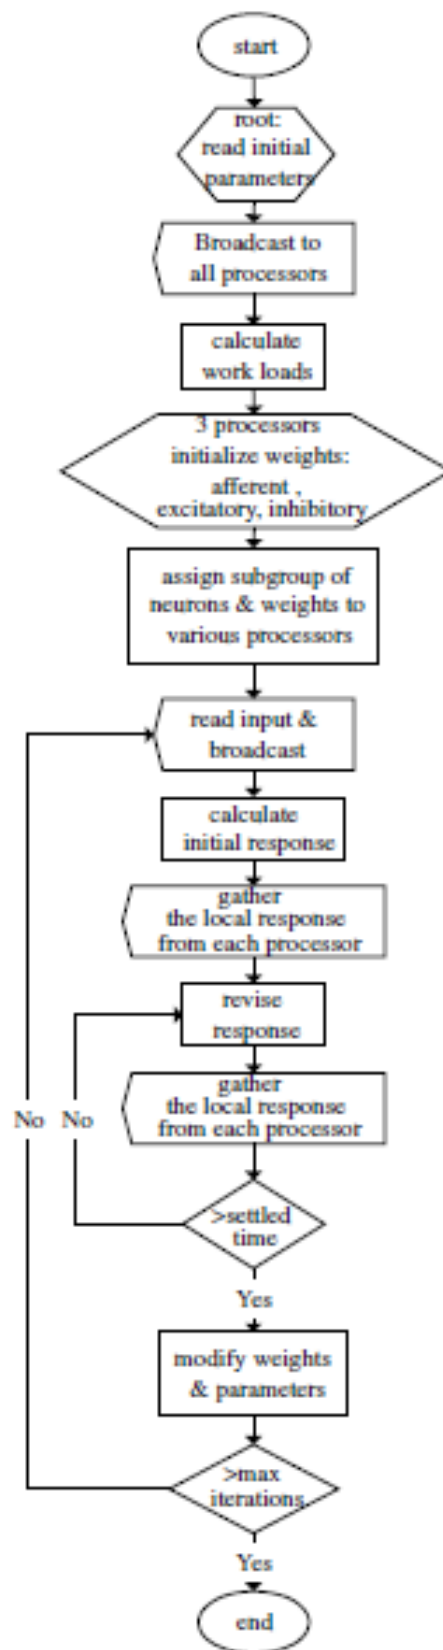 start
root:
read initial
parameters
Broadcast to
all processors
calculate
work loads
3 processors
initialize weights:
afferent ,
excitatory, inhibitory
assign subgroup of
neurons & weights to
various processors
read input &
broadcast
calculate
initial response
gather
the local response
from each processor
revise
response
gather
the local response
from each processor
No No
>settled
time
Yes
modify weights
& parameters
>max
iterations
Yes
end